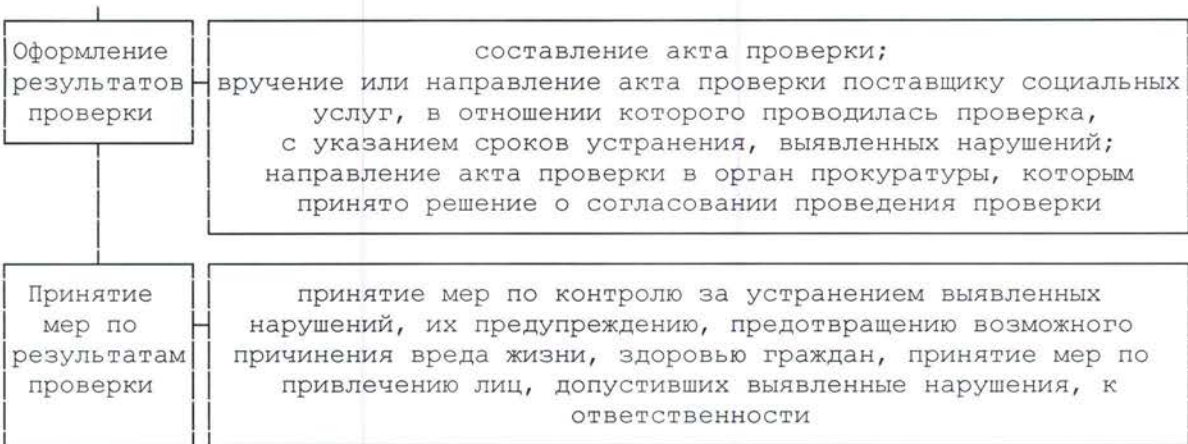 Оформление
результатов
проверки
составление акта проверки;
вручение или направление акта проверки поставщику социальных
услуг, в отношении которого проводилась проверка,
с указанием сроков устранения, выявленных нарушений;
направление акта проверки в орган прокуратуры, которым
принято решение о согласовании проведения проверки
Принятие
мер по
результатам
проверки
принятие мер по контролю за устранением выявленных
нарушений, их предупреждению, предотвращению возможного
причинения вреда жизни, здоровью граждан, принятие мер по
привлечению лиц, допустивших выявленные нарушения, к
ответственности